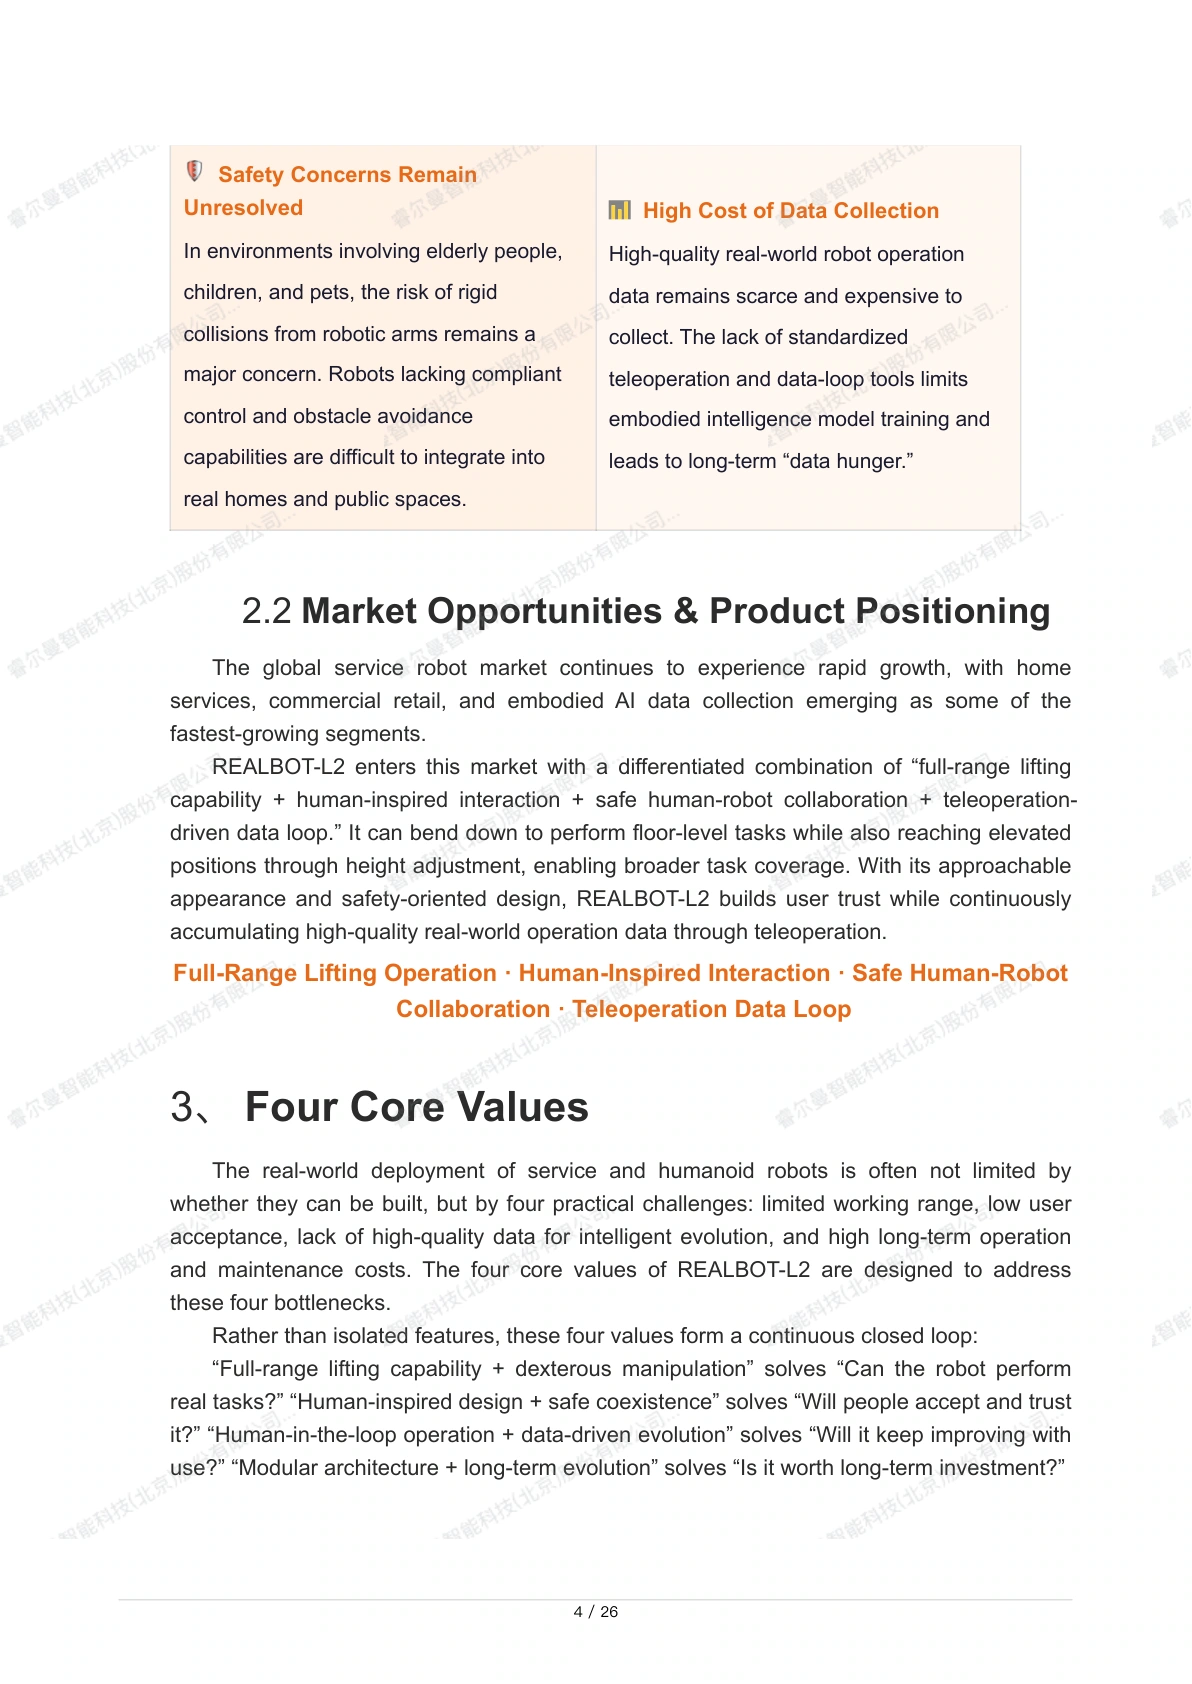 Safety Concerns Remain
Unresolved
In environments involving elderly people,
children, and pets, the risk of rigid
collisions from robotic arms remains a
major concern. Robots lacking compliant
control and obstacle avoidance
capabilities are difficult to integrate into
real homes and public spaces.
High Cost of Data Collection
High-quality real-world robot operation
data remains scarce and expensive to
collect. The lack of standardized
teleoperation and data-loop tools limits
embodied intelligence model training and
leads to long-term “data hunger.”
2.2 Market Opportunities & Product Positioning
The global service robot market continues to experience rapid growth, with home
services, commercial retail, and embodied AI data collection emerging as some of the
fastest-growing segments.
REALBOT-L2 enters this market with a differentiated combination of “full-range lifting
capability + human-inspired interaction + safe human-robot collaboration + teleoperation-
driven data loop.” It can bend down to perform floor-level tasks while also reaching elevated
positions through height adjustment, enabling broader task coverage. With its approachable
appearance and safety-oriented design, REALBOT-L2 builds user trust while continuously
accumulating high-quality real-world operation data through teleoperation.
Full-Range Lifting Operation · Human-Inspired Interaction · Safe Human-Robot
Collaboration · Teleoperation Data Loop
3、 Four Core Values
The real-world deployment of service and humanoid robots is often not limited by
whether they can be built, but by four practical challenges: limited working range, low user
acceptance, lack of high-quality data for intelligent evolution, and high long-term operation
and maintenance costs. The four core values of REALBOT-L2 are designed to address
these four bottlenecks.
Rather than isolated features, these four values form a continuous closed loop:
“Full-range lifting capability + dexterous manipulation” solves “Can the robot perform
real tasks?” “Human-inspired design + safe coexistence” solves “Will people accept and trust
it?” “Human-in-the-loop operation + data-driven evolution” solves “Will it keep improving with
use?” “Modular architecture + long-term evolution” solves “Is it worth long-term investment?”
4 / 26
睿尔曼智能科技(北京)股份有限公司...